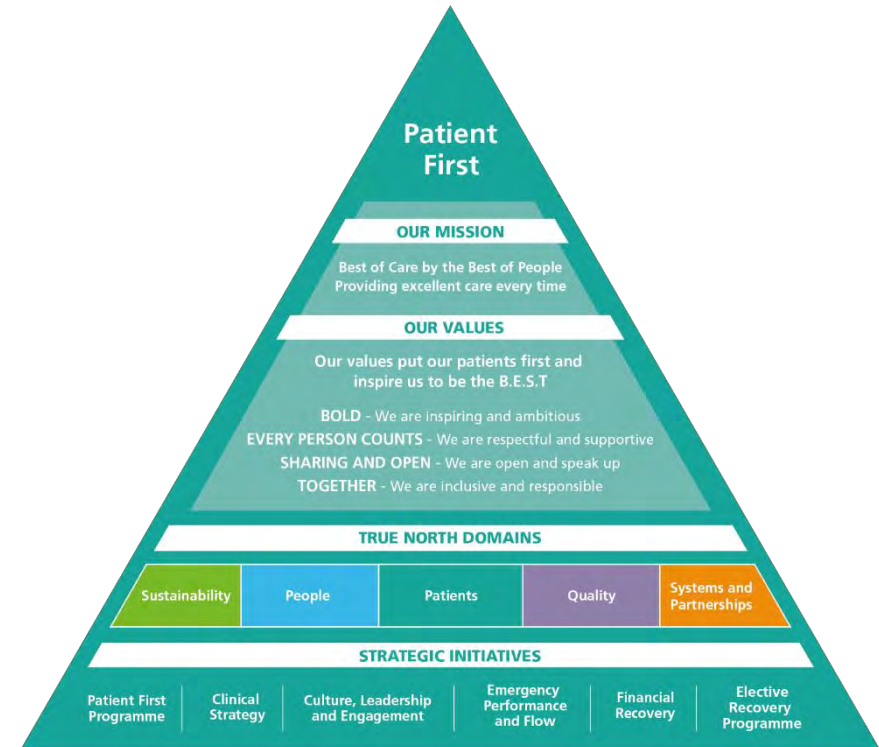 Patient
First
OUR MISSION
Best of Care by the Best of People
Providing excellent care every time
OUR VALUES
Our values put our patients first and
inspire us to be the B.E.S.T
BOLD - We are inspiring and ambitious
EVERY PERSON COUNTS - We are respectful and supportive
SHARING AND OPEN - We are open and speak up
TOGETHER - We are inclusive and responsible
TRUE NORTH DOMAINS
Sustainability
People
Patients
Quality
Systems and
Partnerships
STRATEGIC INITIATIVES
Patient First
Programme
Clinical
Strategy
Culture, Leadership
and Engagement
Emergency
Performance
and Flow
Financial
Recovery
Elective
Recovery
Programme